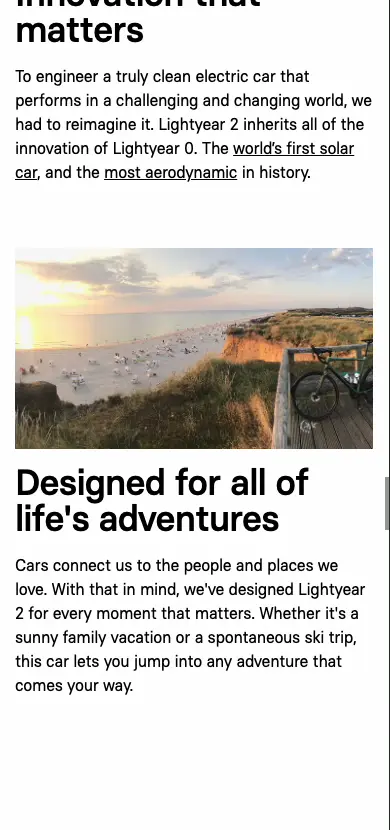 Innovation that
matters
To engineer a truly clean electric car that
performs in a challenging and changing world, we
had to reimagine it. Lightyear 2 inherits all of the
innovation of Lightyear 0. The world's first solar
car, and the most aerodynamic in history.
Designed for all of
life's adventures
Cars connect us to the people and places we
love. With that in mind, we've designed Lightyear
2 for every moment that matters. Whether it's a
sunny family vacation or a spontaneous ski trip,
this car lets you jump into any adventure that
comes your way.